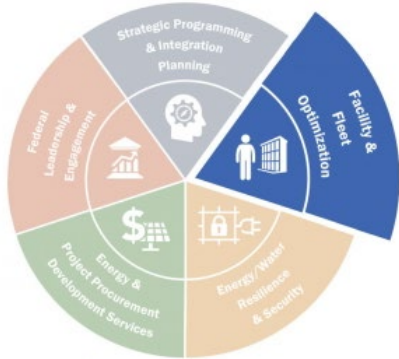 Strategic Programming
& Integration
Planning
Facility &
Fleet
Optimization
Energy/Water
Resilience
& Security
Energy &
Project Procurement
Development Services
Federal
Leadership &
Engagement